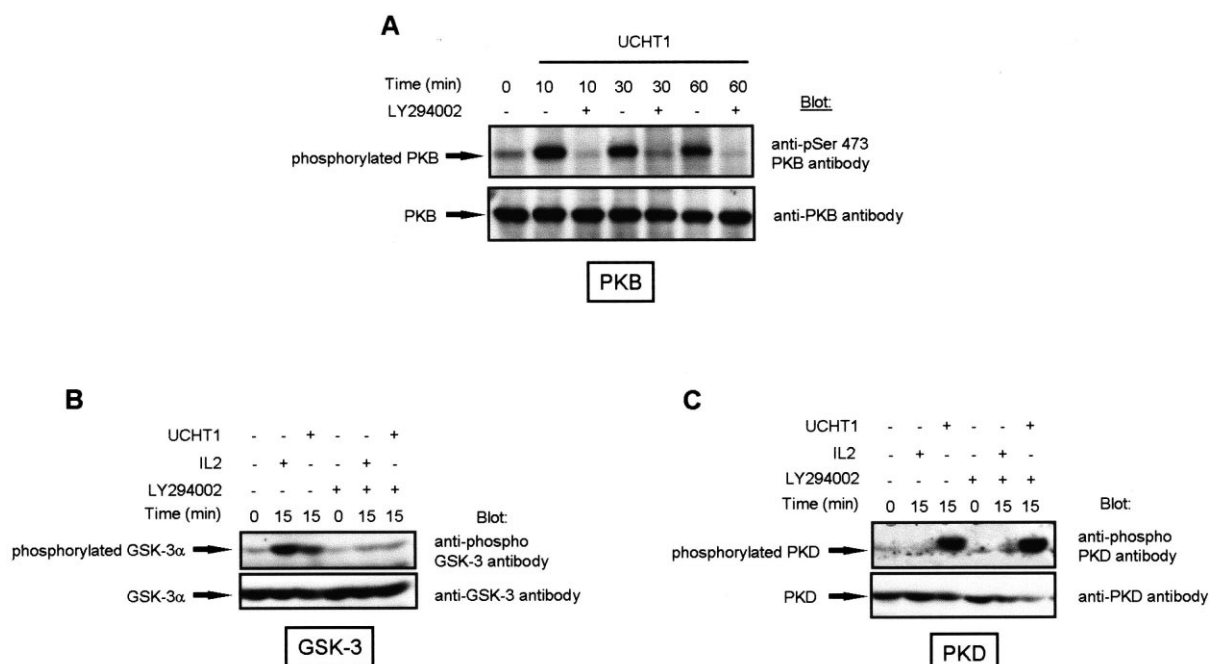 A
UCHT1
Time (min) 0 10 10 30 30 60 60
LY294002 - - + - + - +
Blot:
phosphorylated PKB
anti-pSer 473
PKB antibody
PKB
anti-PKB antibody
PKB
B
UCHT1 - - + - - +
IL2 - + - - + -
LY294002 - - - + + +
Time (min) 0 15 15 0 15 15
Blot:
phosphorylated GSK-3α
anti-phospho
GSK-3 antibody
GSK-3α
anti-GSK-3 antibody
GSK-3
C
UCHT1 - - + - - +
IL2 - + - - + -
LY294002 - - - + + +
Time (min) 0 15 15 0 15 15
Blot:
phosphorylated PKD
anti-phospho
PKD antibody
PKD
anti-PKD antibody
PKD